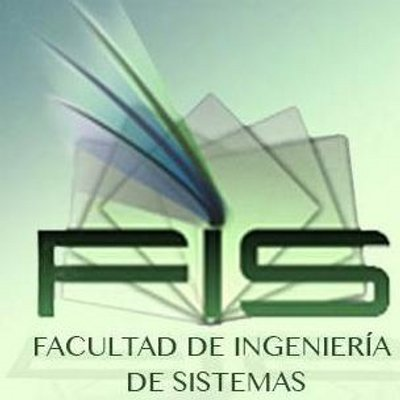 FIS
FACULTAD DE INGENIERÍA
DE SISTEMAS